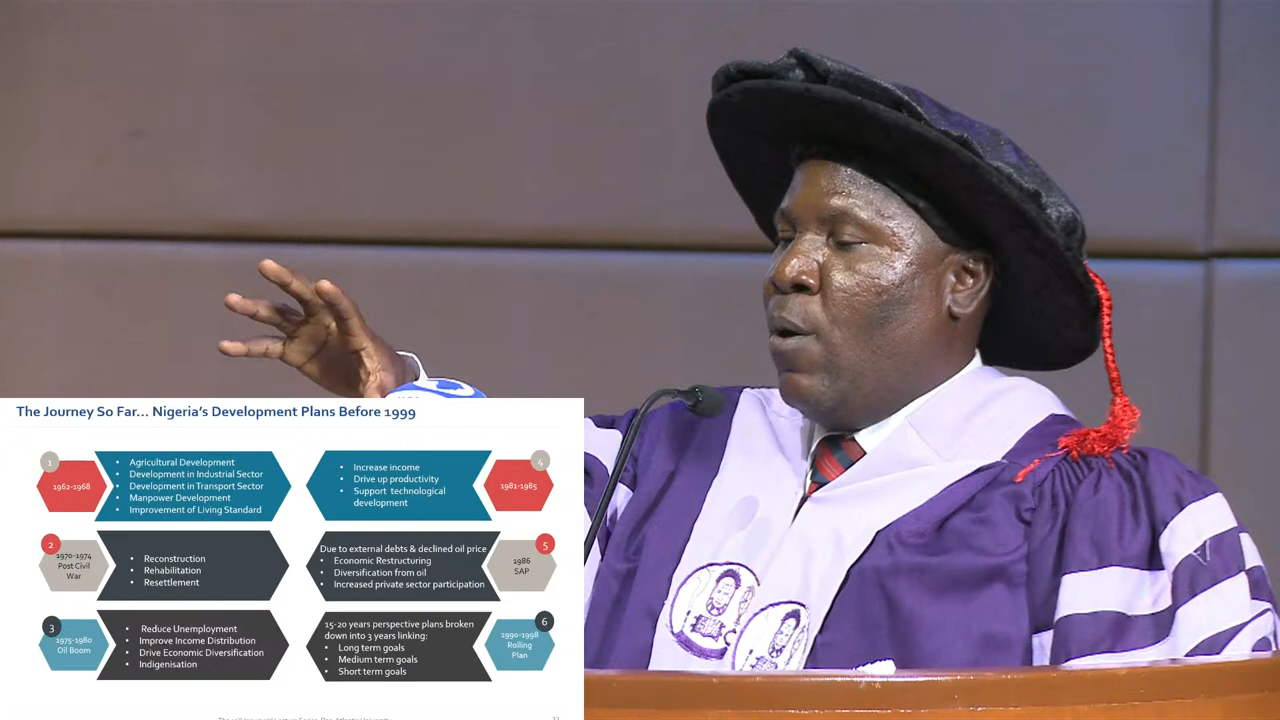 The Journey So Far... Nigeria's Development Plans Before 1999
1
1962-1968
• Agricultural Development
• Development in Industrial Sector
• Development in Transport Sector
• Manpower Development
• Improvement of Living Standard
• Increase income
• Drive up productivity
• Support technological
development
4
1981-1985
2
1970-1974
Post Civil
War
• Reconstruction
• Rehabilitation
• Resettlement
Due to external debts & declined oil price
• Economic Restructuring
• Diversification from oil
• Increased private sector participation
5
1986
SAP
3
1975-1980
Oil Boom
• Reduce Unemployment
• Improve Income Distribution
• Drive Economic Diversification
• Indigenisation
15-20 years perspective plans broken
down into 3 years linking:
• Long term goals
• Medium term goals
• Short term goals
6
1990-1998
Rolling
Plan